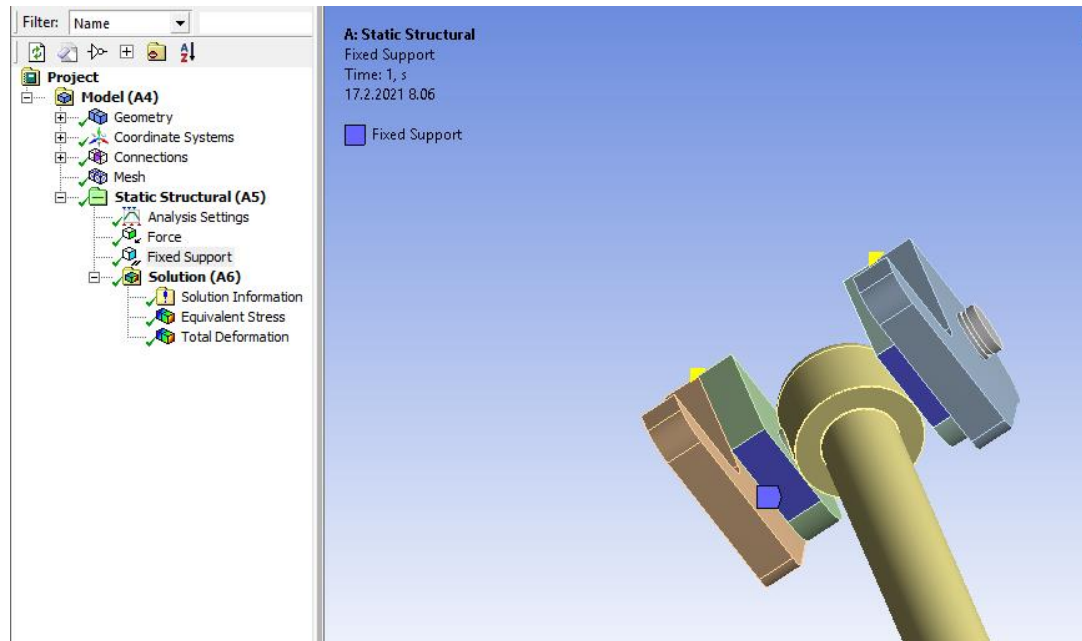 Filter: Name
Project
Model (A4)
Geometry
Coordinate Systems
Connections
Mesh
Static Structural (A5)
Analysis Settings
Force
Fixed Support
Solution (A6)
Solution Information
Equivalent Stress
Total Deformation
A: Static Structural
Fixed Support
Time: 1, s
17.2.2021 8.06
Fixed Support